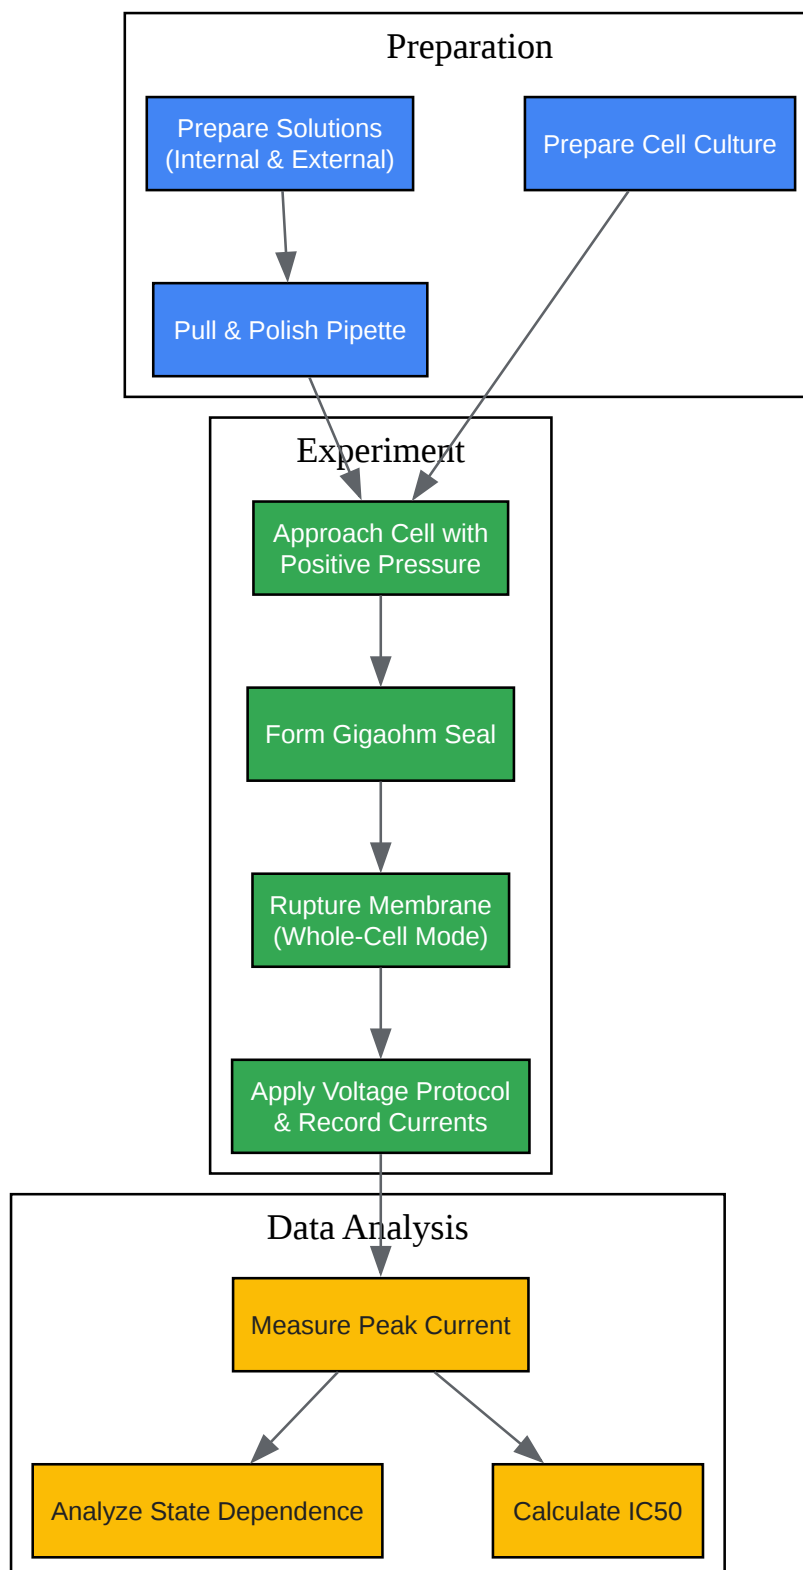 Preparation
Prepare Solutions
(Internal & External)
Prepare Cell Culture
Pull & Polish Pipette
Experiment
Approach Cell with
Positive Pressure
Form Gigaohm Seal
Rupture Membrane
(Whole-Cell Mode)
Apply Voltage Protocol
& Record Currents
Data Analysis
Measure Peak Current
Analyze State Dependence
Calculate IC50